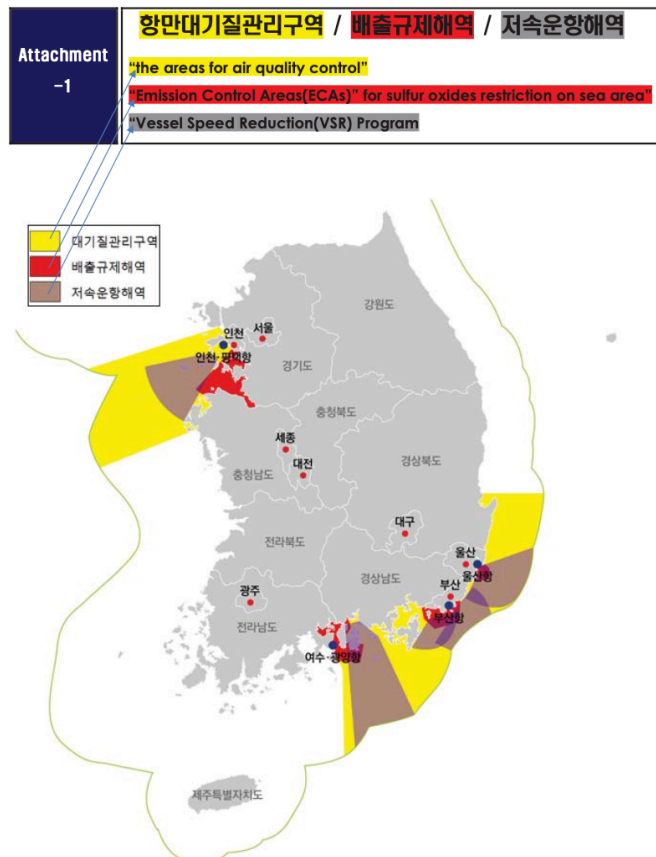 Attachment
-1
항만대기질관리구역 / 배출규제해역 / 저속운항해역
“the areas for air quality control”
“Emission Control Areas(ECAs)” for sulfur oxides restriction on sea area”
“Vessel Speed Reduction(VSR) Program
대기질관리구역
배출규제해역
저속운항해역
강원도
인천
서울
인천·평택항
경기도
충청북도
세종
대전
충청남도
경상북도
대구
전라북도
울산
울산항
경상남도
부산
부산항
광주
전라남도
여수·광양항
제주특별자치도